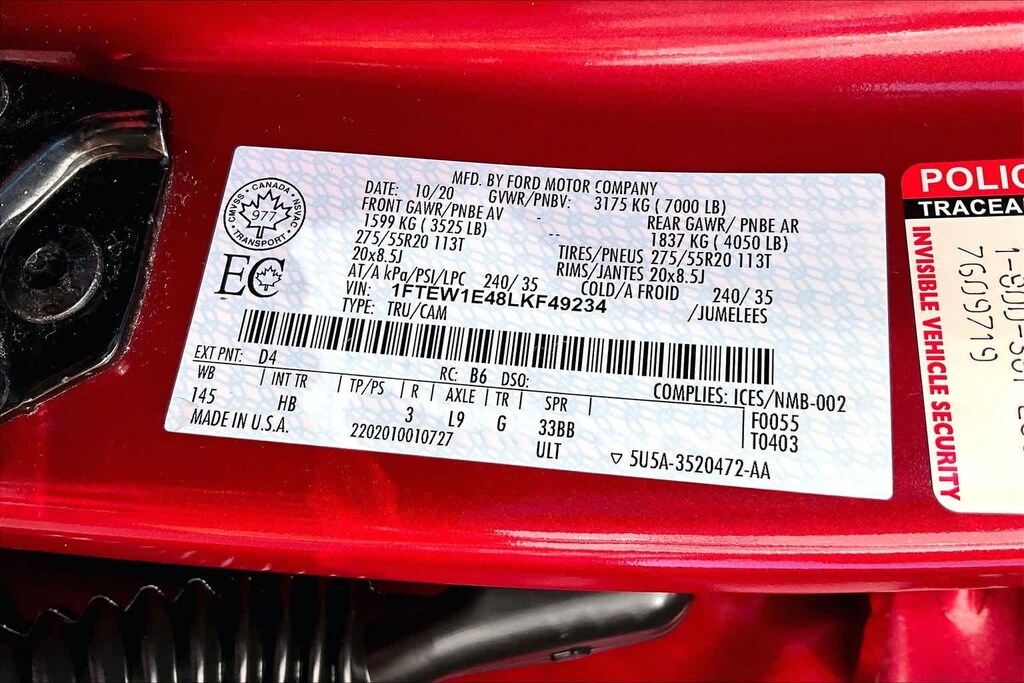 MFD. BY FORD MOTOR COMPANY
DATE: 10/20 GVWR/PNBV: 3175 KG ( 7000 LB)
FRONT GAWR/PNBE AV - REAR GAWR/ PNBE AR
1599 KG ( 3525 LB) -- 1837 KG ( 4050 LB)
275/55R20 113T TIRES/PNEUS 275/55R20 113T
20x8.5J RIMS/JANTES 20x8.5J
AT/A kPa/PSI/LPC 240/ 35 COLD/A FROID 240/ 35
VIN: 1FTEW1E48LKF49234 /JUMELEES
TYPE: TRU/CAM
CANADA
CMVSS
NSVAC
977
TRANSPORT
EC
EXT PNT: D4 RC: B6 DSO: COMPLIES: ICES/NMB-002
WB | INT TR | TP/PS | R | AXLE | TR | SPR | F0055
145 HB 3 L9 G 33BB T0403
MADE IN U.S.A. 2202010010727 ULT ▽ 5U5A-3520472-AA
INVISIBLE VEHICLE SECURITY
7G09719